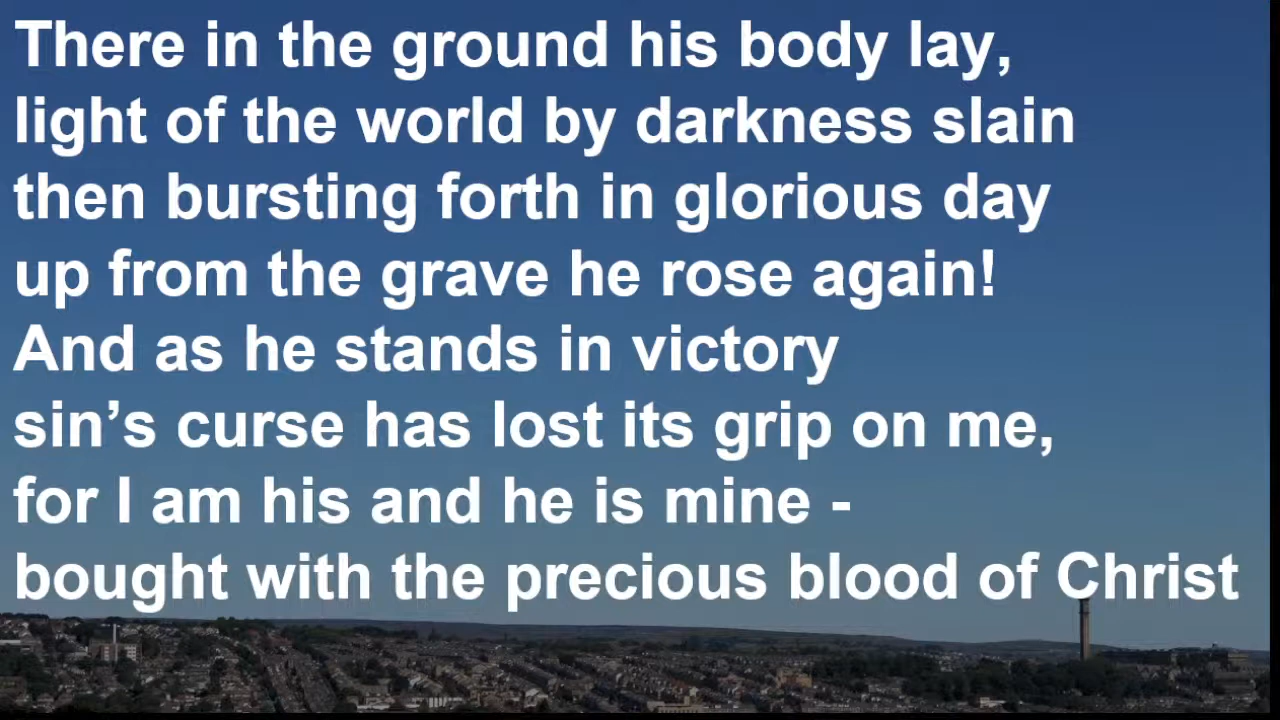 There in the ground his body lay,
light of the world by darkness slain
then bursting forth in glorious day
up from the grave he rose again!
And as he stands in victory
sin’s curse has lost its grip on me,
for I am his and he is mine -
bought with the precious blood of Christ